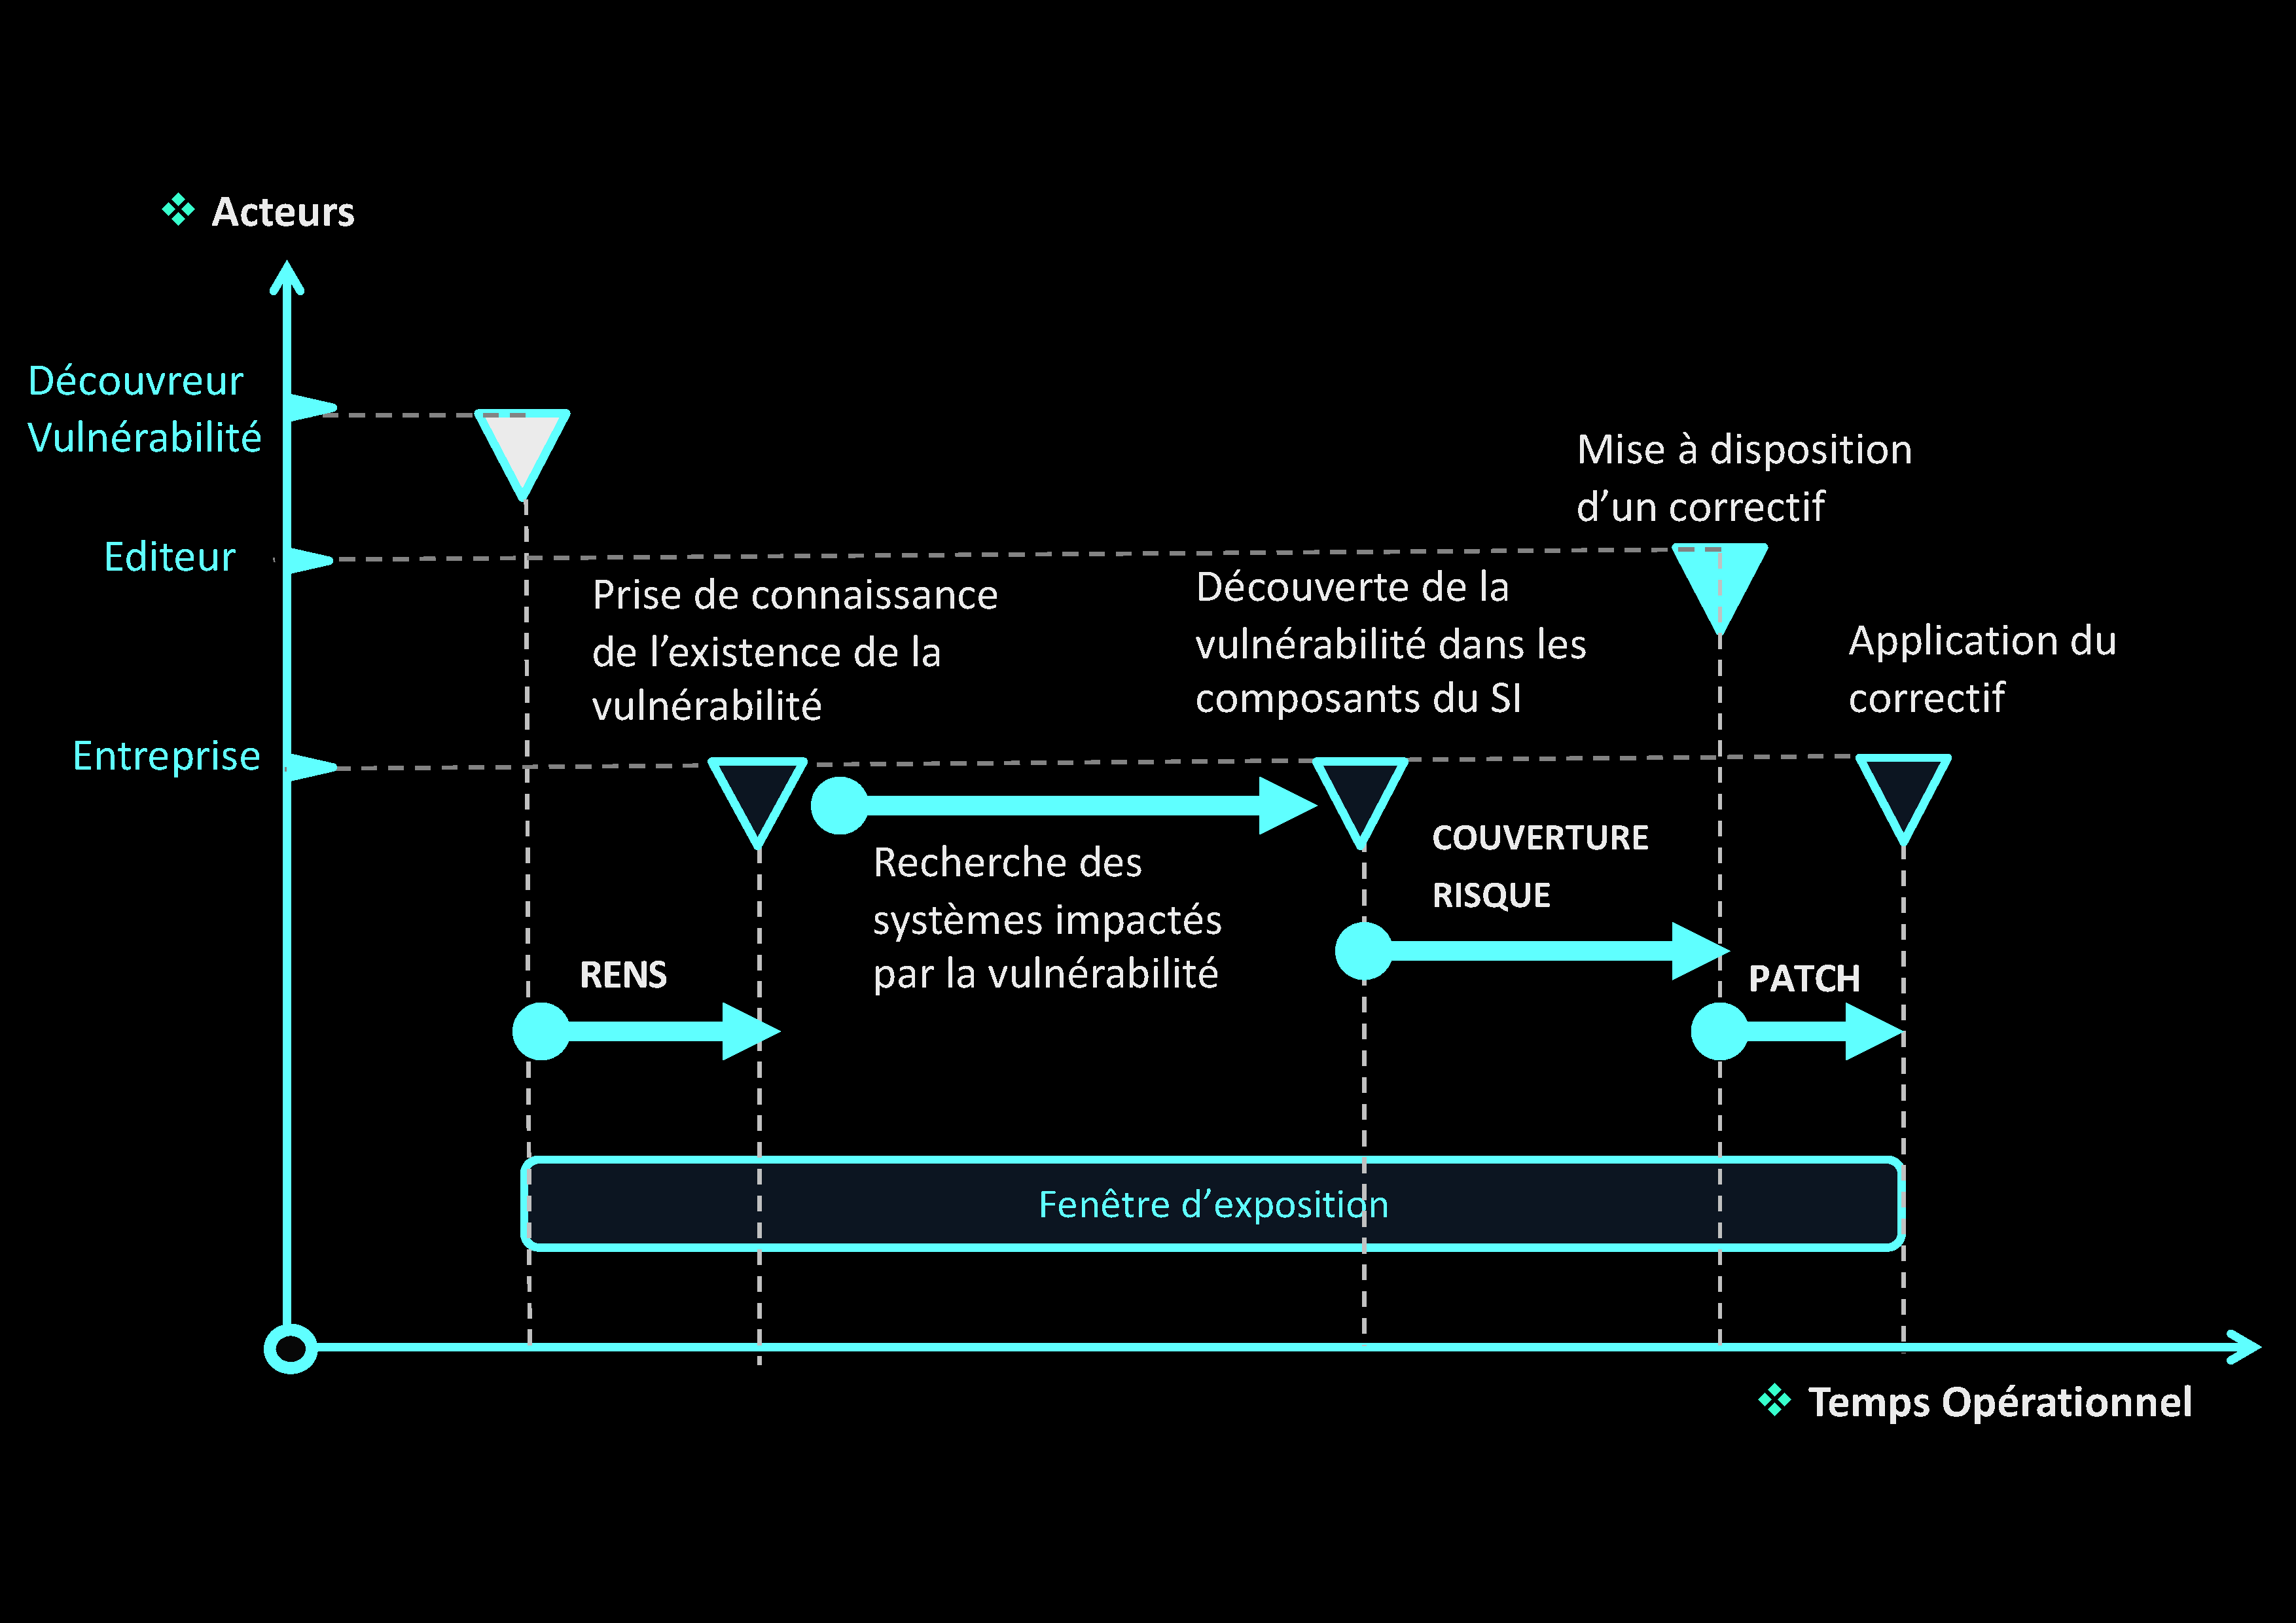 Acteurs
Découvreur
Vulnérabilité
Mise à disposition
d’un correctif
Editeur
Prise de connaissance
de l’existence de la
vulnérabilité
Découverte de la
vulnérabilité dans les
composants du SI
Application du
correctif
Entreprise
Recherche des
systèmes impactés
par la vulnérabilité
COUVERTURE
RISQUE
RENS
PATCH
Fenêtre d’exposition
Temps Opérationnel